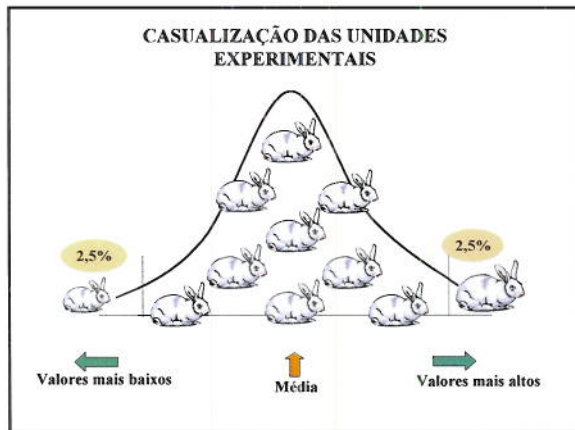 CASUALIZAÇÃO DAS UNIDADES
EXPERIMENTAIS
2,5%
2,5%
Valores mais baixos
Média
Valores mais altos